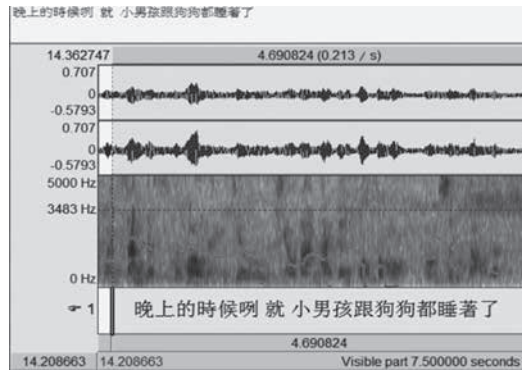 晚上的時候咧 就 小男孩跟狗狗都睡著了
14.362747 4.690824 (0.213 / s)
0.707
0
-0.5793
0.707
0
-0.5793
5000 Hz
3483 Hz
0 Hz
☞ 1 晚上的時候咧 就 小男孩跟狗狗都睡著了
4.690824
14.208663 14.208663 Visible part 7.500000 seconds